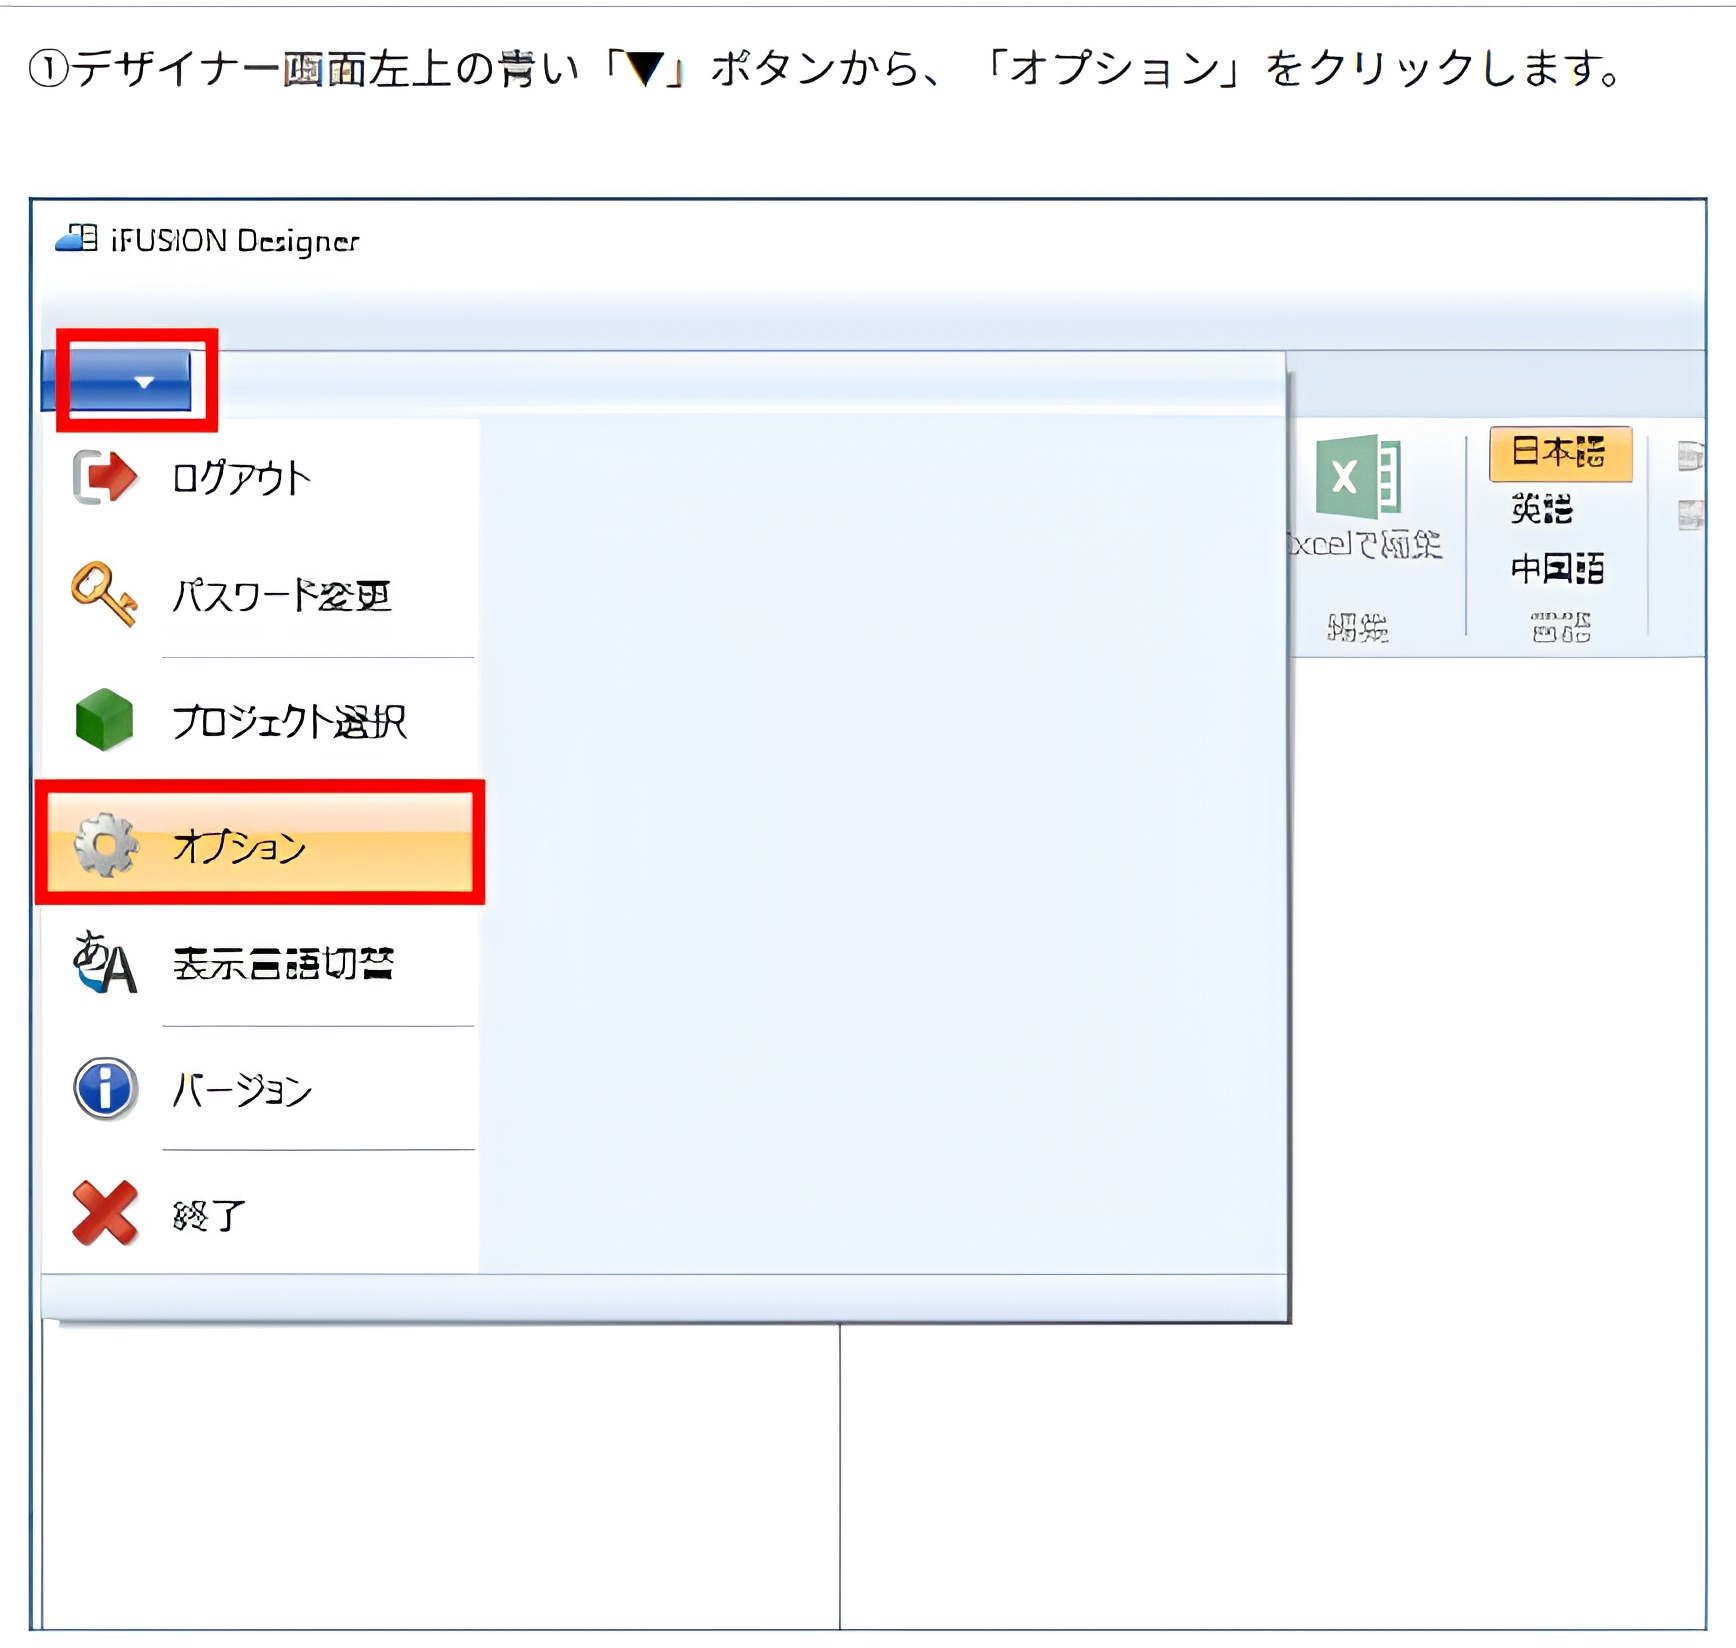 ①デザイナー画面左上の青い「▼」ボタンから、「オプション」をクリックします。
iFUSION Designer
ログアウト
パスワード変更
プロジェクト選択
オプション
表示言語切替
バージョン
終了
日本語
英語
中国語
言語
Excelで編集
編集